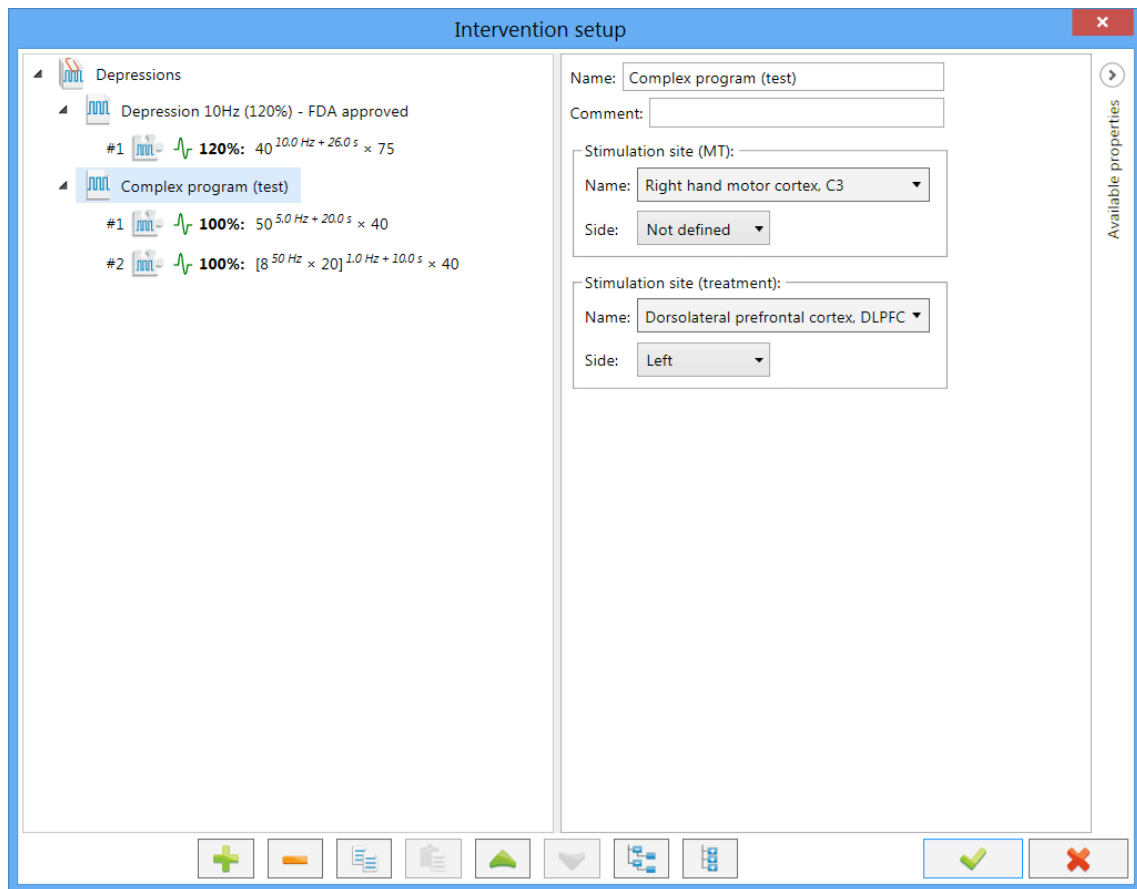 Intervention setup
Depressions
Depression 10Hz (120%) - FDA approved
#1 120%: 40 10.0 Hz + 26.0 s × 75
Complex program (test)
#1 100%: 50 5.0 Hz + 20.0 s × 40
#2 100%: [8 50 Hz × 20] 1.0 Hz + 10.0 s × 40
Name: Complex program (test)
Comment:
Stimulation site (MT):
Name: Right hand motor cortex, C3
Side: Not defined
Stimulation site (treatment):
Name: Dorsolateral prefrontal cortex, DLPFC
Side: Left
Available properties